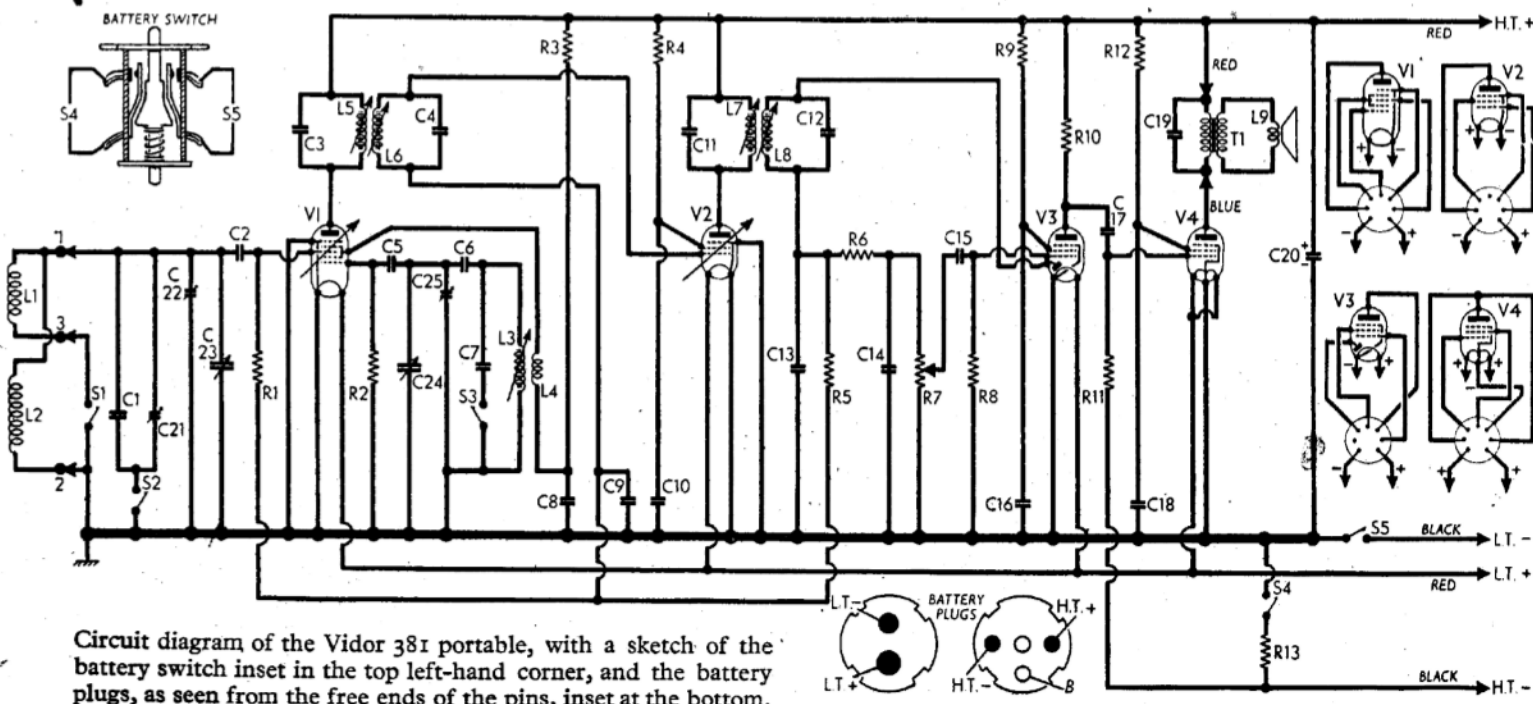 BATTERY SWITCH
S4
S5
R3
R4
R9
R12
RED
H.T. +
RED
V1
V2
L5
C3
C4
L6
L7
C11
C12
L8
R10
C19
T1
L9
BLUE
V1
C2
C5
C6
V2
R6
C15
V3
C
17
V4
C20
+
-
1
L1
3
L2
2
S1
C1
C21
S2
C
22
C
23
R1
R2
C25
C24
C7
S3
L3
L4
C8
C9
C10
C13
R5
C14
R7
R8
C16
R11
C18
V3
V4
S5
BLACK
L.T. -
L.T. +
RED
S4
R13
BLACK
H.T. -
L.T.-
L.T. +
BATTERY
PLUGS
H.T. +
H.T. -
B
Circuit diagram of the Vidor 381 portable, with a sketch of the
battery switch inset in the top left-hand corner, and the battery
plugs, as seen from the free ends of the pins, inset at the bottom.